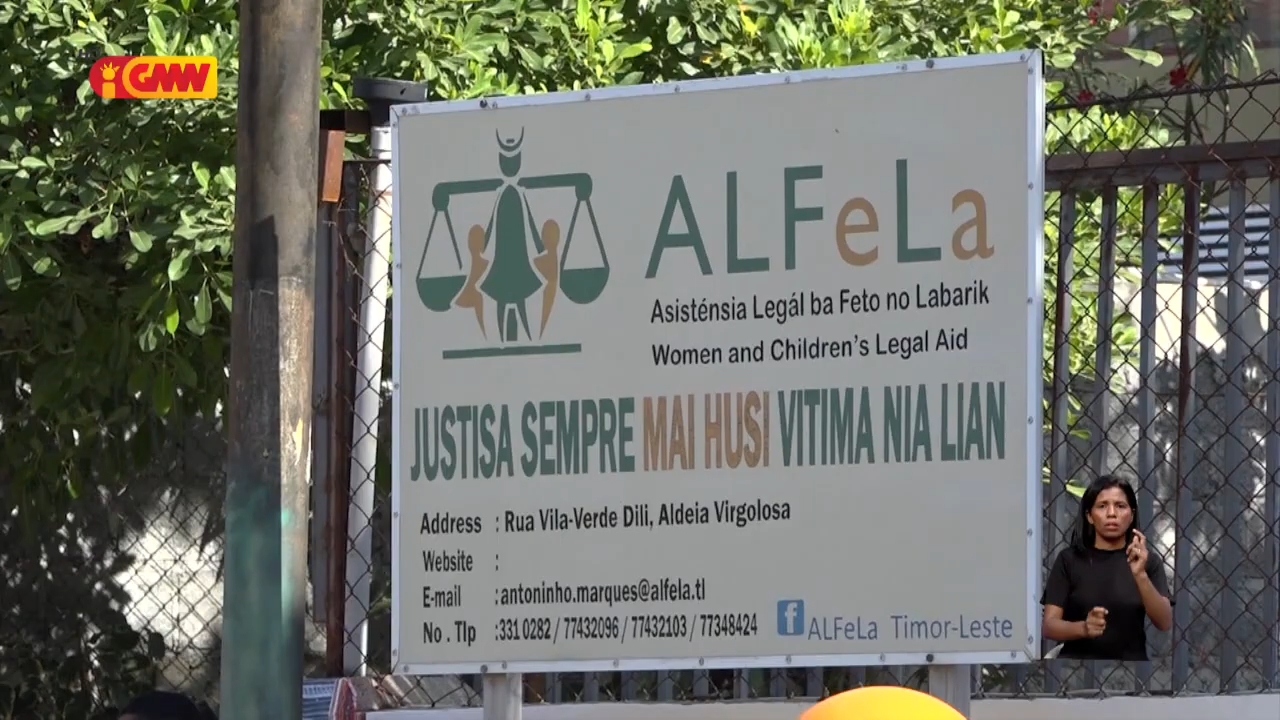 GMW
ALFeLa
Asisténsia Legál ba Feto no Labarik
Women and Children's Legal Aid
JUSTISA SEMPRE MAI HUSI VITIMA NIA LIAN
Address : Rua Vila-Verde Dili, Aldeia Virgolosa
Website :
E-mail : antoninho.marques@alfela.tl
No. Tlp : 331 0282 / 77432096 / 77432103 / 77348424
f ALFeLa Timor-Leste